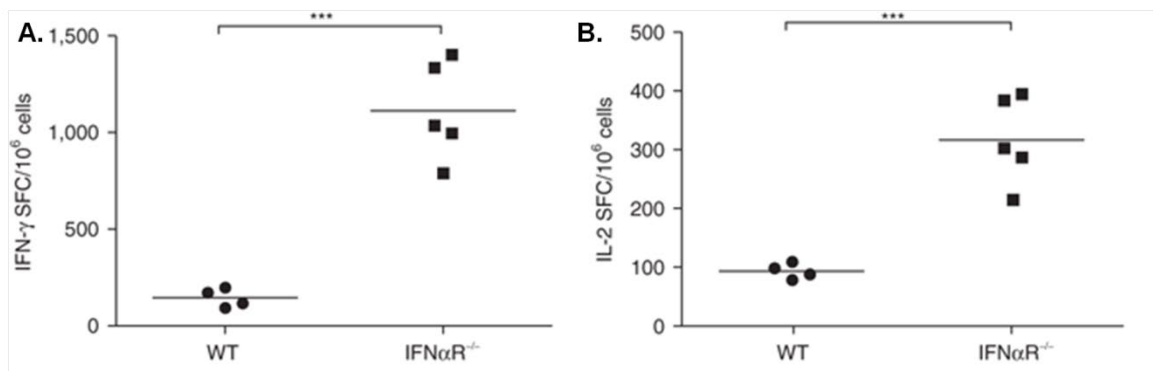 A.
***
1,500
1,000
500
0
IFN-γ SFC/10⁶ cells
WT
IFNαR⁻/⁻
B.
***
500
400
300
200
100
0
IL-2 SFC/10⁶ cells
WT
IFNαR⁻/⁻